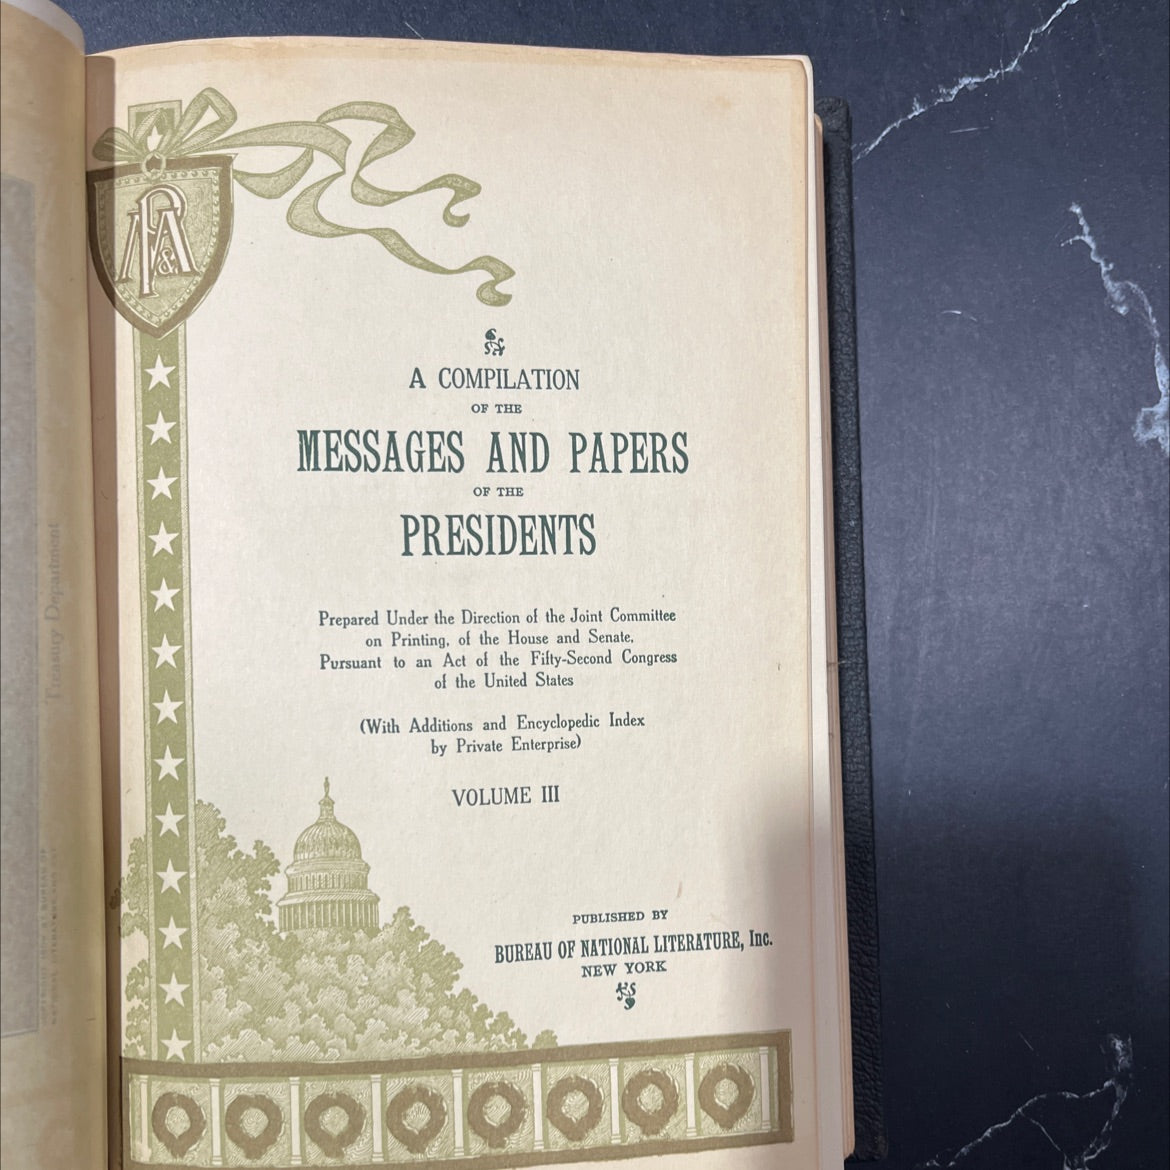 A COMPILATION
OF THE
MESSAGES AND PAPERS
OF THE
PRESIDENTS
Prepared Under the Direction of the Joint Committee
on Printing, of the House and Senate,
Pursuant to an Act of the Fifty-Second Congress
of the United States
(With Additions and Encyclopedic Index
by Private Enterprise)
VOLUME III
PUBLISHED BY
BUREAU OF NATIONAL LITERATURE, Inc.
NEW YORK
Treasury Department